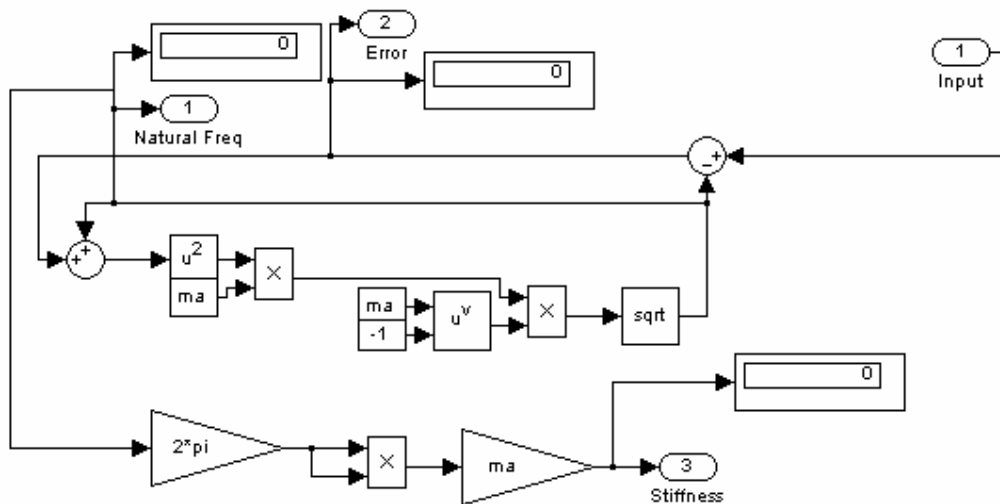 2
Error
0
0
1
Input
1
Natural Freq
+
-
+
+
u²
ma
×
ma
-1
uᵛ
×
sqrt
0
2*pi
×
ma
3
Stiffness